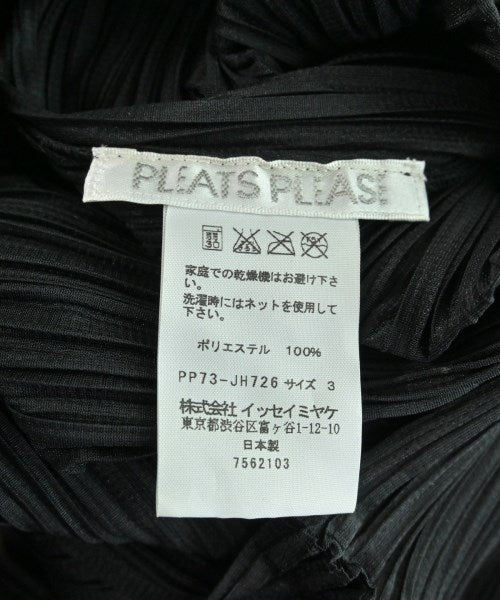 PLEATS PLEASE
家庭での乾燥機はお避け下さ
い。
洗濯時にはネットを使用して
下さい。
ポリエステル 100%
PP73-JH726 サイズ 3
株式会社 イッセイミヤケ
東京都渋谷区富ヶ谷1-12-10
日本製
7562103